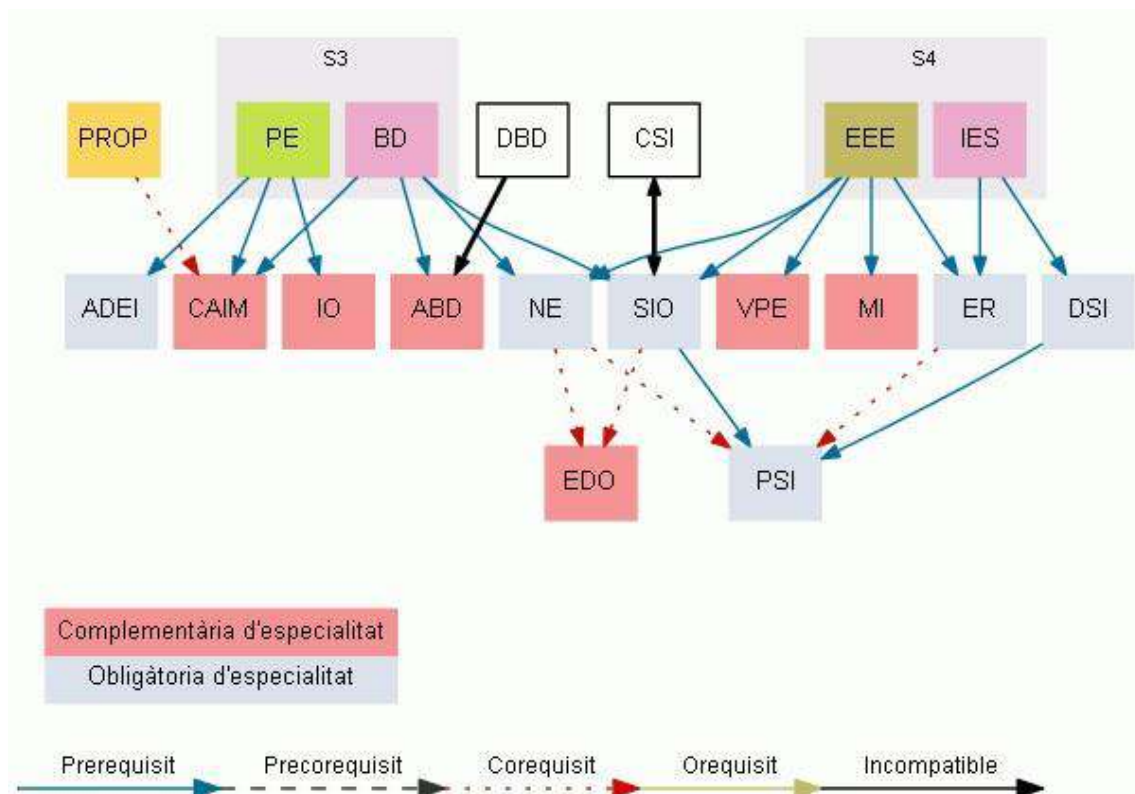 S3
S4
PROP
PE
BD
DBD
CSI
EEE
IES
ADEI
CAIM
IO
ABD
NE
SIO
VPE
MI
ER
DSI
EDO
PSI
Complementària d'especialitat
Obligàtoria d'especialitat
Prerequisit
Precorequisit
Corequisit
Orequisit
Incompatible